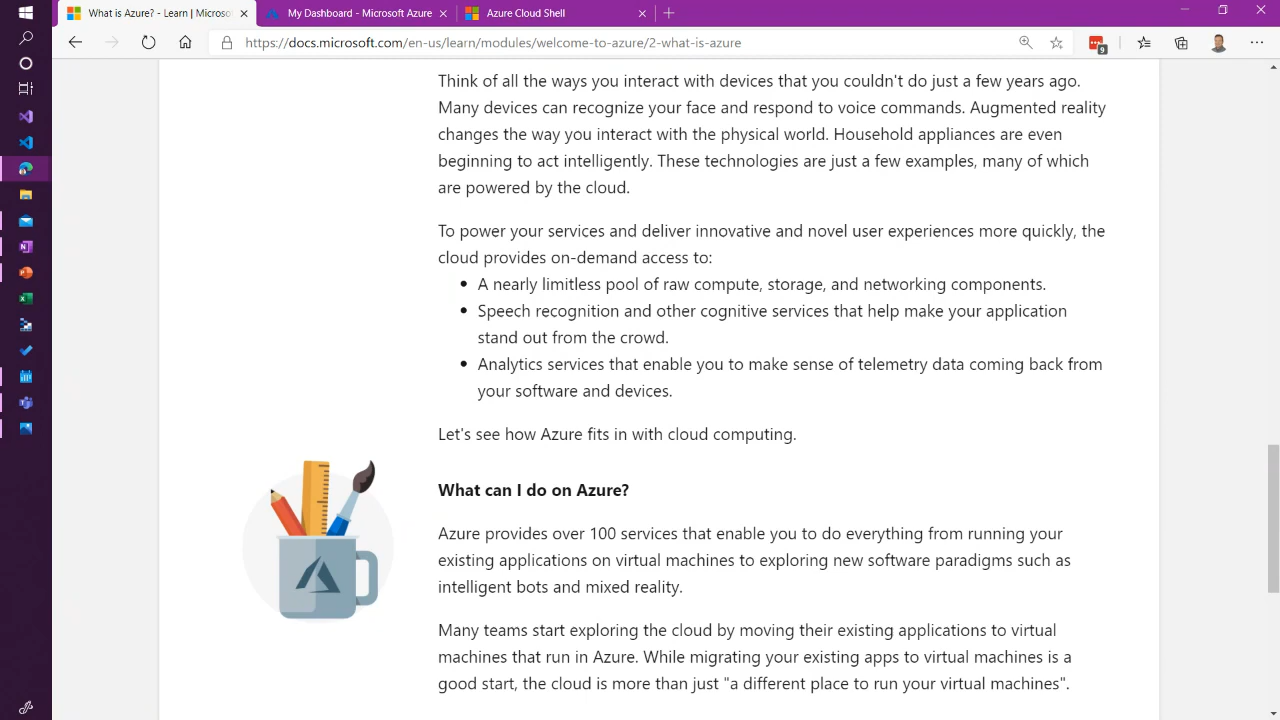 What is Azure? - Learn | Microso
My Dashboard - Microsoft Azure
Azure Cloud Shell
https://docs.microsoft.com/en-us/learn/modules/welcome-to-azure/2-what-is-azure
9
Think of all the ways you interact with devices that you couldn't do just a few years ago.
Many devices can recognize your face and respond to voice commands. Augmented reality
changes the way you interact with the physical world. Household appliances are even
beginning to act intelligently. These technologies are just a few examples, many of which
are powered by the cloud.
To power your services and deliver innovative and novel user experiences more quickly, the
cloud provides on-demand access to:
• A nearly limitless pool of raw compute, storage, and networking components.
• Speech recognition and other cognitive services that help make your application
stand out from the crowd.
• Analytics services that enable you to make sense of telemetry data coming back from
your software and devices.
Let's see how Azure fits in with cloud computing.
What can I do on Azure?
Azure provides over 100 services that enable you to do everything from running your
existing applications on virtual machines to exploring new software paradigms such as
intelligent bots and mixed reality.
Many teams start exploring the cloud by moving their existing applications to virtual
machines that run in Azure. While migrating your existing apps to virtual machines is a
good start, the cloud is more than just "a different place to run your virtual machines".